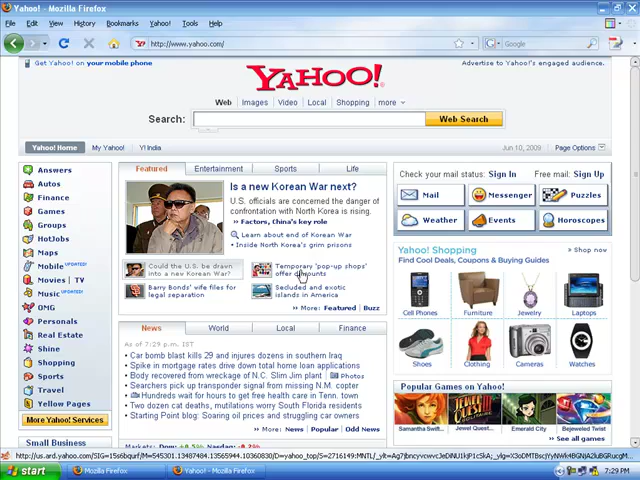 Yahoo! - Mozilla Firefox
File Edit View History Bookmarks Yahoo! Tools Help
http://www.yahoo.com/
Google
Get Yahoo! on your mobile phone
Advertise to Yahoo!'s engaged audience.
YAHOO!
Web Images Video Local Shopping more
Search:
Web Search
Yahoo! Home My Yahoo! Y! India
Jun 10, 2009 Page Options
Answers
Autos
Finance
Games
Groups
HotJobs
Maps
Mobile UPDATED!
Movies | TV
Music UPDATED!
OMG
Personals
Real Estate
Shine
Shopping
Sports
Travel
Yellow Pages
More Yahoo! Services
Small Business
Featured Entertainment Sports Life
Is a new Korean War next?
U.S. officials are concerned the danger of
confrontation with North Korea is rising.
Factors, China's key role
Learn about end of Korean War
Inside North Korea's grim prisons
Could the U.S. be drawn
into a new Korean War?
Temporary 'pop-up shops'
offer discounts
Barry Bonds' wife files for
legal separation
Secluded and exotic
islands in America
More: Featured | Buzz
News World Local Finance
As of 7:29 p.m. IST
Car bomb blast kills 29 and injures dozens in southern Iraq
Spike in mortgage rates drive down total home loan applications
Body recovered from wreckage of N.C. Slim Jim plant Photos
Searchers pick up transponder signal from missing N.M. copter
Hundreds wait for hours to receive health care in Tenn. town
Two dozen cat deaths, mutilations worry South Florida residents
Starting Point blog: Soaring oil prices and struggling car owners
More: News | Popular | Odd News
Check your mail status: Sign In Free mail: Sign Up
Mail Messenger Puzzles
Weather Events Horoscopes
YAHOO! Shopping
Shop now
Find Cool Deals, Coupons & Buying Guides
Cell Phones Furniture Jewelry Laptops
Shoes Clothing Cameras Watches
Popular Games on Yahoo!
Samantha Swif... Jewel Quest... Emerald City... Bejeweled Twist
See all games
start
Mozilla Firefox
Yahoo! - Mozilla Firefox
7:29 PM